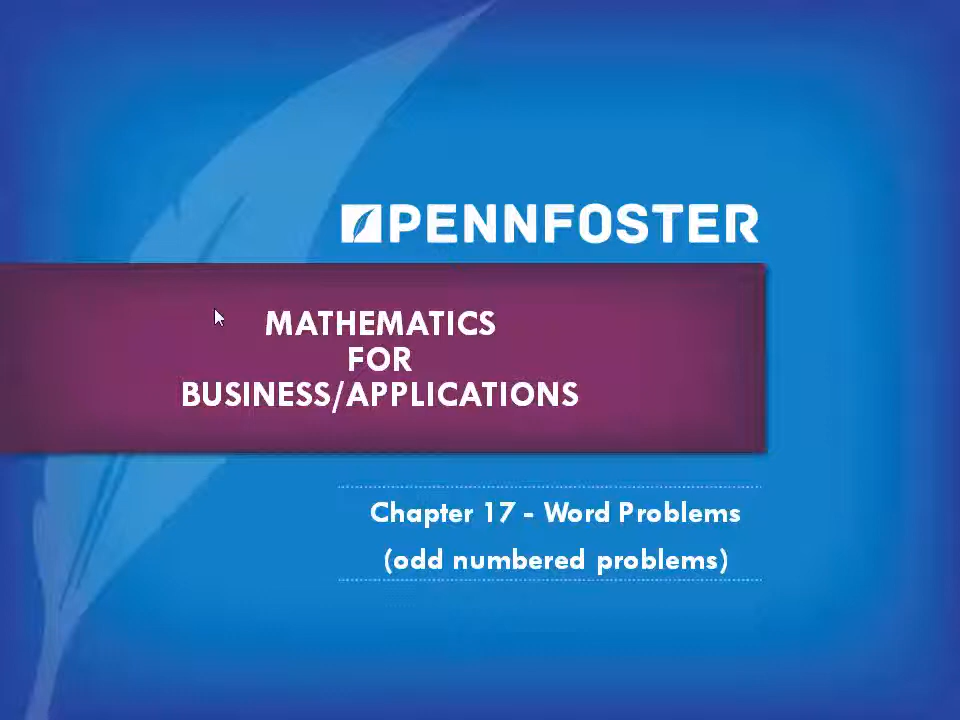 PENNFOSTER
MATHEMATICS
FOR
BUSINESS/APPLICATIONS
Chapter 17 - Word Problems
(odd numbered problems)